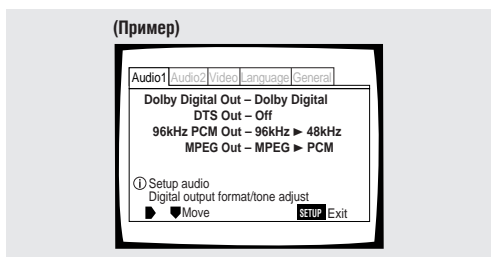 (Пример)
Audio1 Audio2 Video Language General
Dolby Digital Out – Dolby Digital
DTS Out – Off
96kHz PCM Out – 96kHz ► 48kHz
MPEG Out – MPEG ► PCM
ⓘ Setup audio
Digital output format/tone adjust
Move SETUP Exit